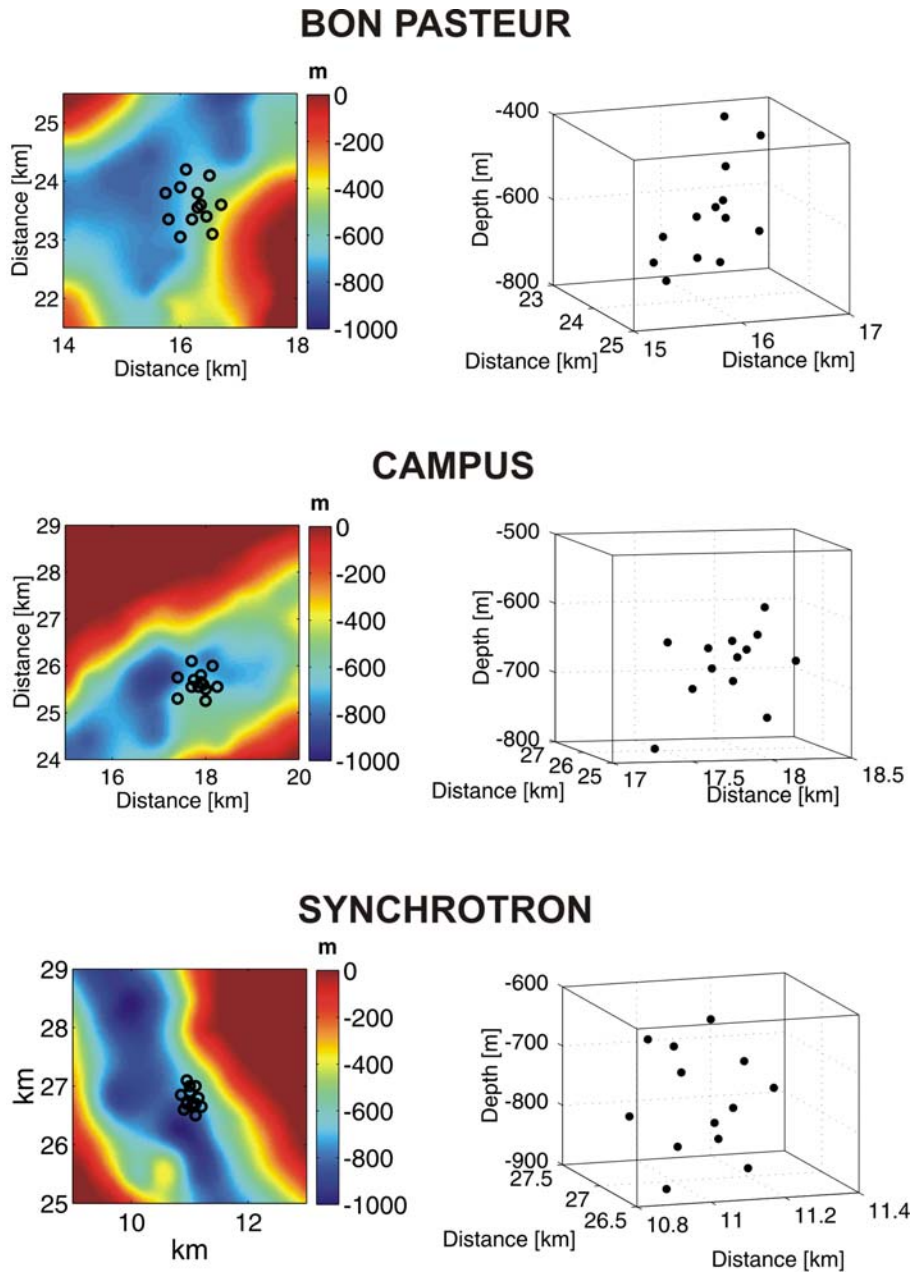 BON PASTEUR
m
0
-200
-400
-600
-800
-1000
25
24
23
22
Distance [km]
14 16 18
Distance [km]
-400
-600
-800
Depth [m]
23
24
25
15
16
17
Distance [km]
Distance [km]
CAMPUS
m
0
-200
-400
-600
-800
-1000
29
28
27
26
25
24
Distance [km]
16 18 20
Distance [km]
-500
-600
-700
-800
Depth [m]
27
26
25
17
17.5
18
18.5
Distance [km]
Distance [km]
SYNCHROTRON
m
0
-200
-400
-600
-800
-1000
29
28
27
26
25
km
10 12
km
-600
-700
-800
-900
Depth [m]
27.5
27
26.5
10.8
11
11.2
11.4
Distance [km]
Distance [km]